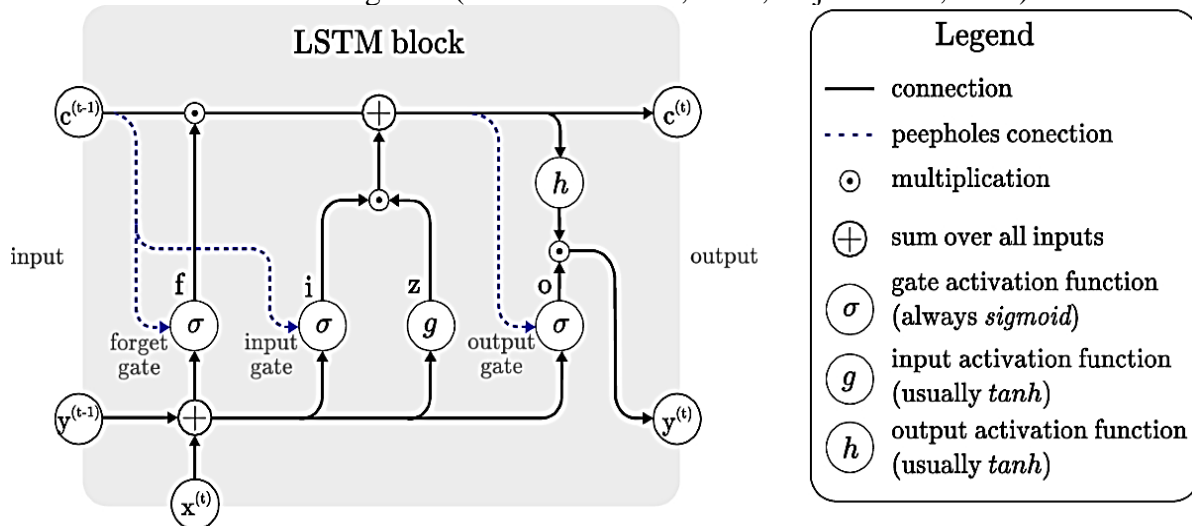 LSTM block
c(t-1)
c(t)
h
input
output
f
i
z
o
σ
σ
g
σ
forget
gate
input
gate
output
gate
y(t-1)
y(t)
x(t)
Legend
connection
peepholes conection
multiplication
sum over all inputs
σ
gate activation function
(always sigmoid)
g
input activation function
(usually tanh)
h
output activation function
(usually tanh)